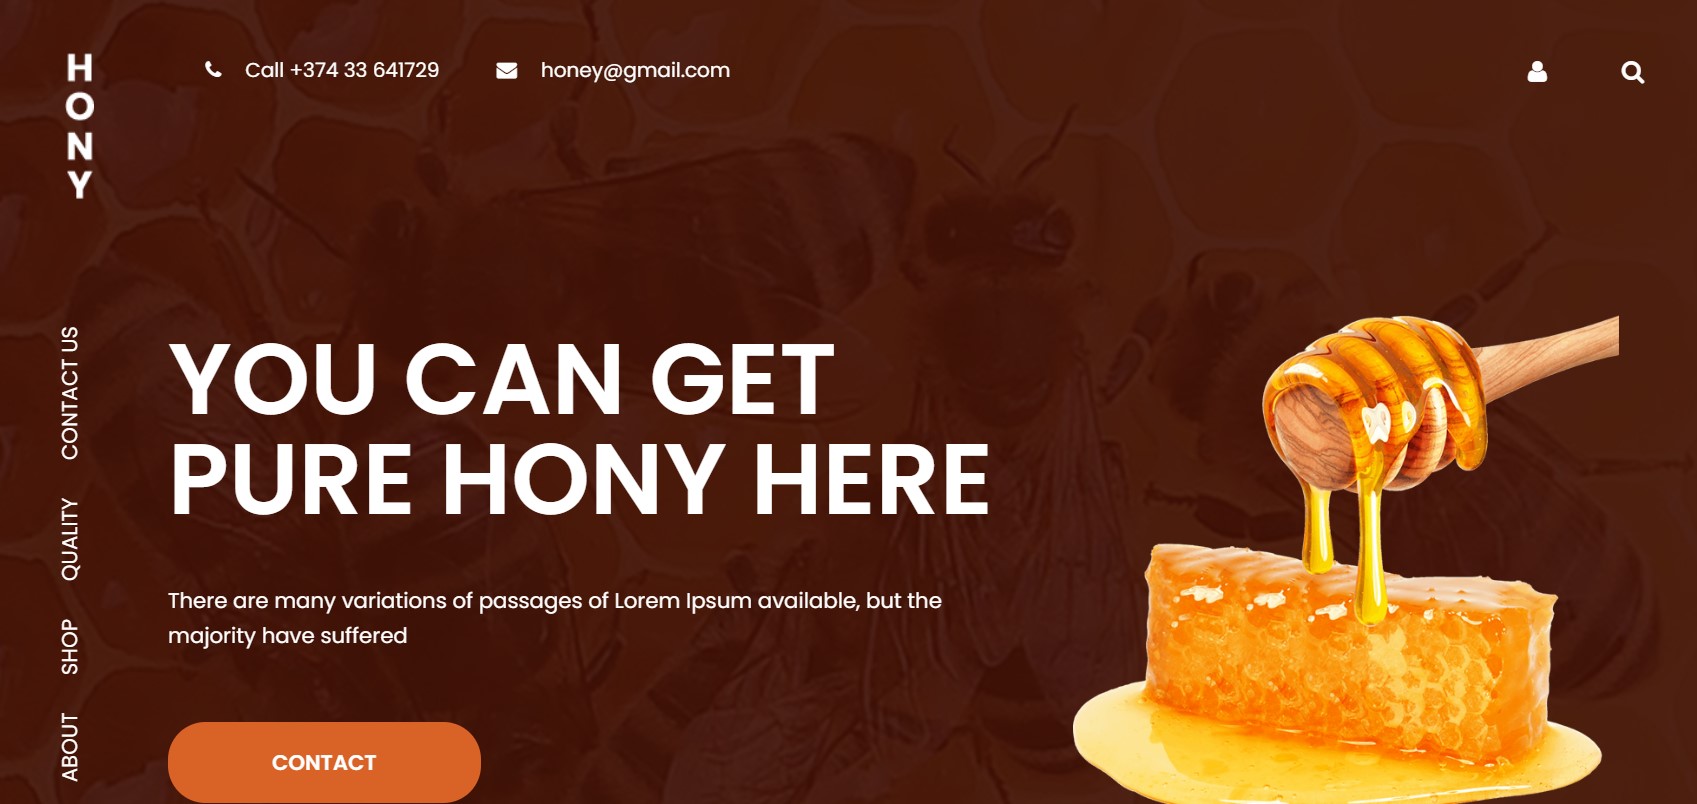 HONY
Call +374 33 641729
honey@gmail.com
YOU CAN GET
PURE HONY HERE
There are many variations of passages of Lorem Ipsum available, but the
majority have suffered
CONTACT
CONTACT US
QUALITY
SHOP
ABOUT